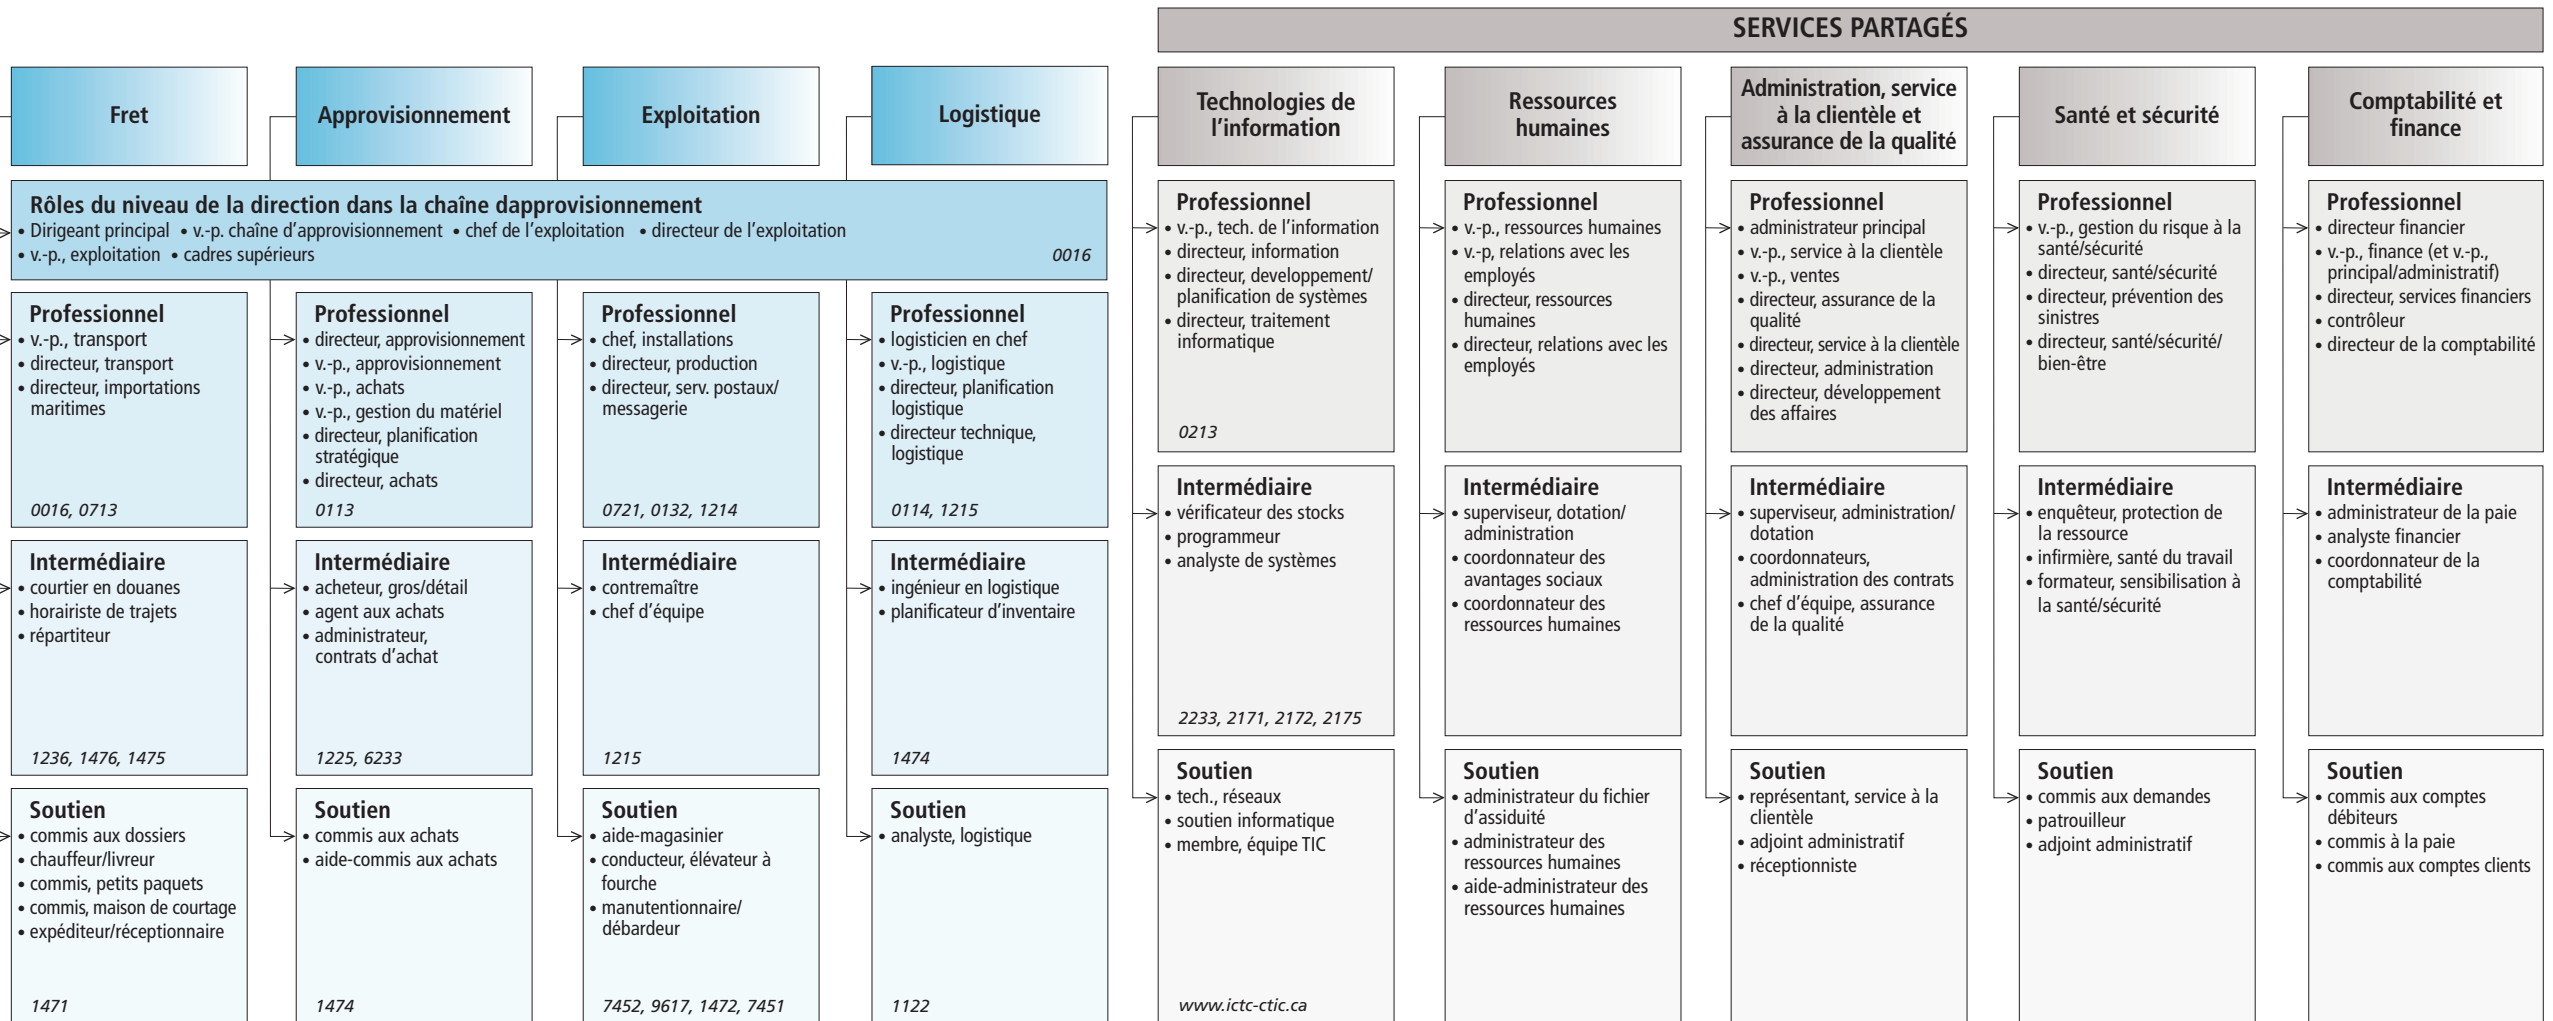 SERVICES PARTAGÉS
Fret
Approvisionnement
Exploitation
Logistique
Technologies de
l'information
Ressources
humaines
Administration, service
à la clientèle et
assurance de la qualité
Santé et sécurité
Comptabilité et
finance
Rôles du niveau de la direction dans la chaîne dapprovisionnement
• Dirigeant principal • v.-p. chaîne d'approvisionnement • chef de l'exploitation • directeur de l'exploitation
• v.-p., exploitation • cadres supérieurs 0016
Professionnel
• v.-p., transport
• directeur, transport
• directeur, importations
maritimes
0016, 0713
Professionnel
• directeur, approvisionnement
• v.-p., approvisionnement
• v.-p., achats
• v.-p., gestion du matériel
• directeur, planification
stratégique
• directeur, achats
0113
Professionnel
• chef, installations
• directeur, production
• directeur, serv. postaux/
messagerie
0721, 0132, 1214
Professionnel
• logisticien en chef
• v.-p., logistique
• directeur, planification
logistique
• directeur technique,
logistique
0114, 1215
Professionnel
• v.-p., tech. de l'information
• directeur, information
• directeur, developpement/
planification de systèmes
• directeur, traitement
informatique
0213
Professionnel
• v.-p., ressources humaines
• v.-p, relations avec les
employés
• directeur, ressources
humaines
• directeur, relations avec les
employés
Professionnel
• administrateur principal
• v.-p., service à la clientèle
• v.-p., ventes
• directeur, assurance de la
qualité
• directeur, service à la clientèle
• directeur, administration
• directeur, développement
des affaires
Professionnel
• v.-p., gestion du risque à la
santé/sécurité
• directeur, santé/sécurité
• directeur, prévention des
sinistres
• directeur, santé/sécurité/
bien-être
Professionnel
• directeur financier
• v.-p., finance (et v.-p.,
principal/administratif)
• directeur, services financiers
• contrôleur
• directeur de la comptabilité
Intermédiaire
• courtier en douanes
• horairiste de trajets
• répartiteur
1236, 1476, 1475
Intermédiaire
• acheteur, gros/détail
• agent aux achats
• administrateur,
contrats d'achat
1225, 6233
Intermédiaire
• contremaître
• chef d'équipe
1215
Intermédiaire
• ingénieur en logistique
• planificateur d'inventaire
1474
Intermédiaire
• vérificateur des stocks
• programmeur
• analyste de systèmes
2233, 2171, 2172, 2175
Intermédiaire
• superviseur, dotation/
administration
• coordonnateur des
avantages sociaux
• coordonnateur des
ressources humaines
Intermédiaire
• superviseur, administration/
dotation
• coordonnateurs,
administration des contrats
• chef d'équipe, assurance
de la qualité
Intermédiaire
• enquêteur, protection de
la ressource
• infirmière, santé du travail
• formateur, sensibilisation à
la santé/sécurité
Intermédiaire
• administrateur de la paie
• analyste financier
• coordonnateur de la
comptabilité
Soutien
• commis aux dossiers
• chauffeur/livreur
• commis, petits paquets
• commis, maison de courtage
• expéditeur/réceptionnaire
1471
Soutien
• commis aux achats
• aide-commis aux achats
1474
Soutien
• aide-magasinier
• conducteur, élévateur à
fourche
• manutentionnaire/
débardeur
7452, 9617, 1472, 7451
Soutien
• analyste, logistique
1122
Soutien
• tech., réseaux
• soutien informatique
• membre, équipe TIC
www.ictc-ctic.ca
Soutien
• administrateur du fichier
d'assiduité
• administrateur des
ressources humaines
• aide-administrateur des
ressources humaines
Soutien
• représentant, service à la
clientèle
• adjoint administratif
• réceptionniste
Soutien
• commis aux demandes
• patrouilleur
• adjoint administratif
Soutien
• commis aux comptes
débiteurs
• commis à la paie
• commis aux comptes clients